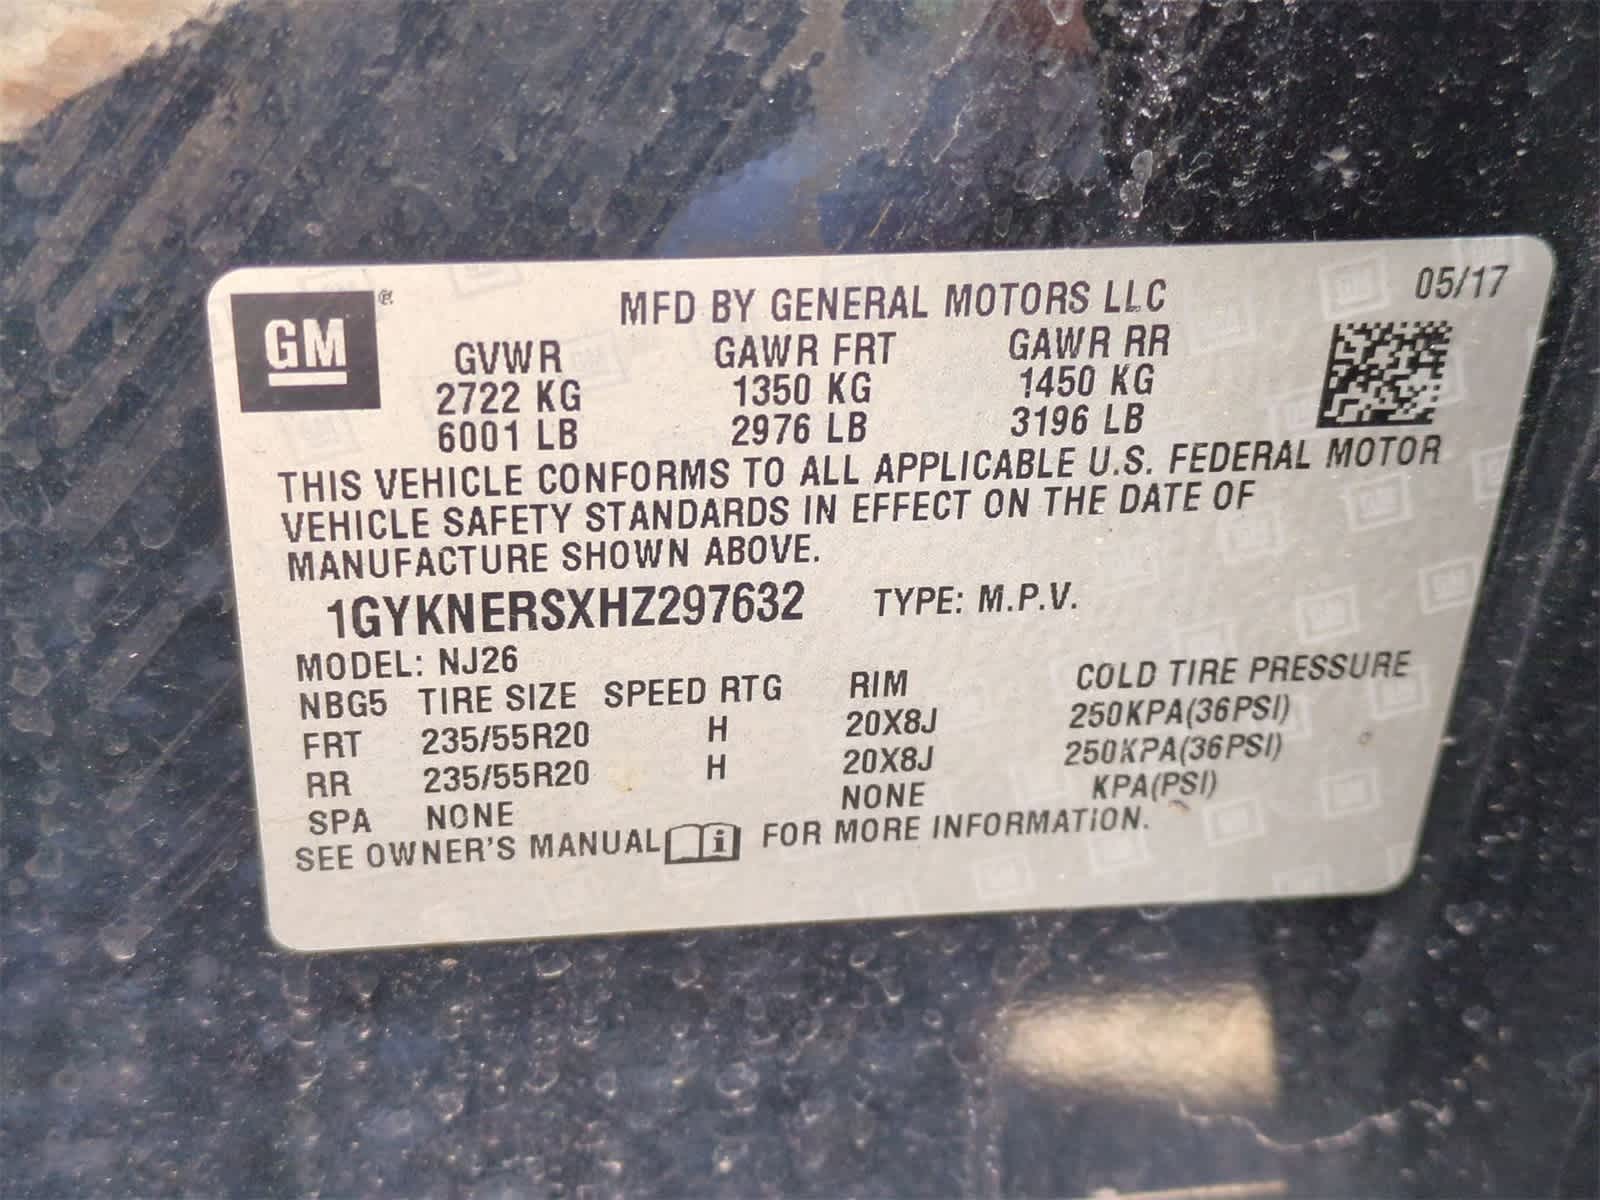 GM
MFD BY GENERAL MOTORS LLC 05/17
GVWR GAWR FRT GAWR RR
2722 KG 1350 KG 1450 KG
6001 LB 2976 LB 3196 LB
THIS VEHICLE CONFORMS TO ALL APPLICABLE U.S. FEDERAL MOTOR
VEHICLE SAFETY STANDARDS IN EFFECT ON THE DATE OF
MANUFACTURE SHOWN ABOVE.
1GYKNERSXHZ297632 TYPE: M.P.V.
MODEL: NJ26
NBG5 TIRE SIZE SPEED RTG RIM COLD TIRE PRESSURE
FRT 235/55R20 H 20X8J 250KPA(36PSI)
RR 235/55R20 H 20X8J 250KPA(36PSI)
SPA NONE NONE KPA(PSI)
SEE OWNER'S MANUAL FOR MORE INFORMATION.